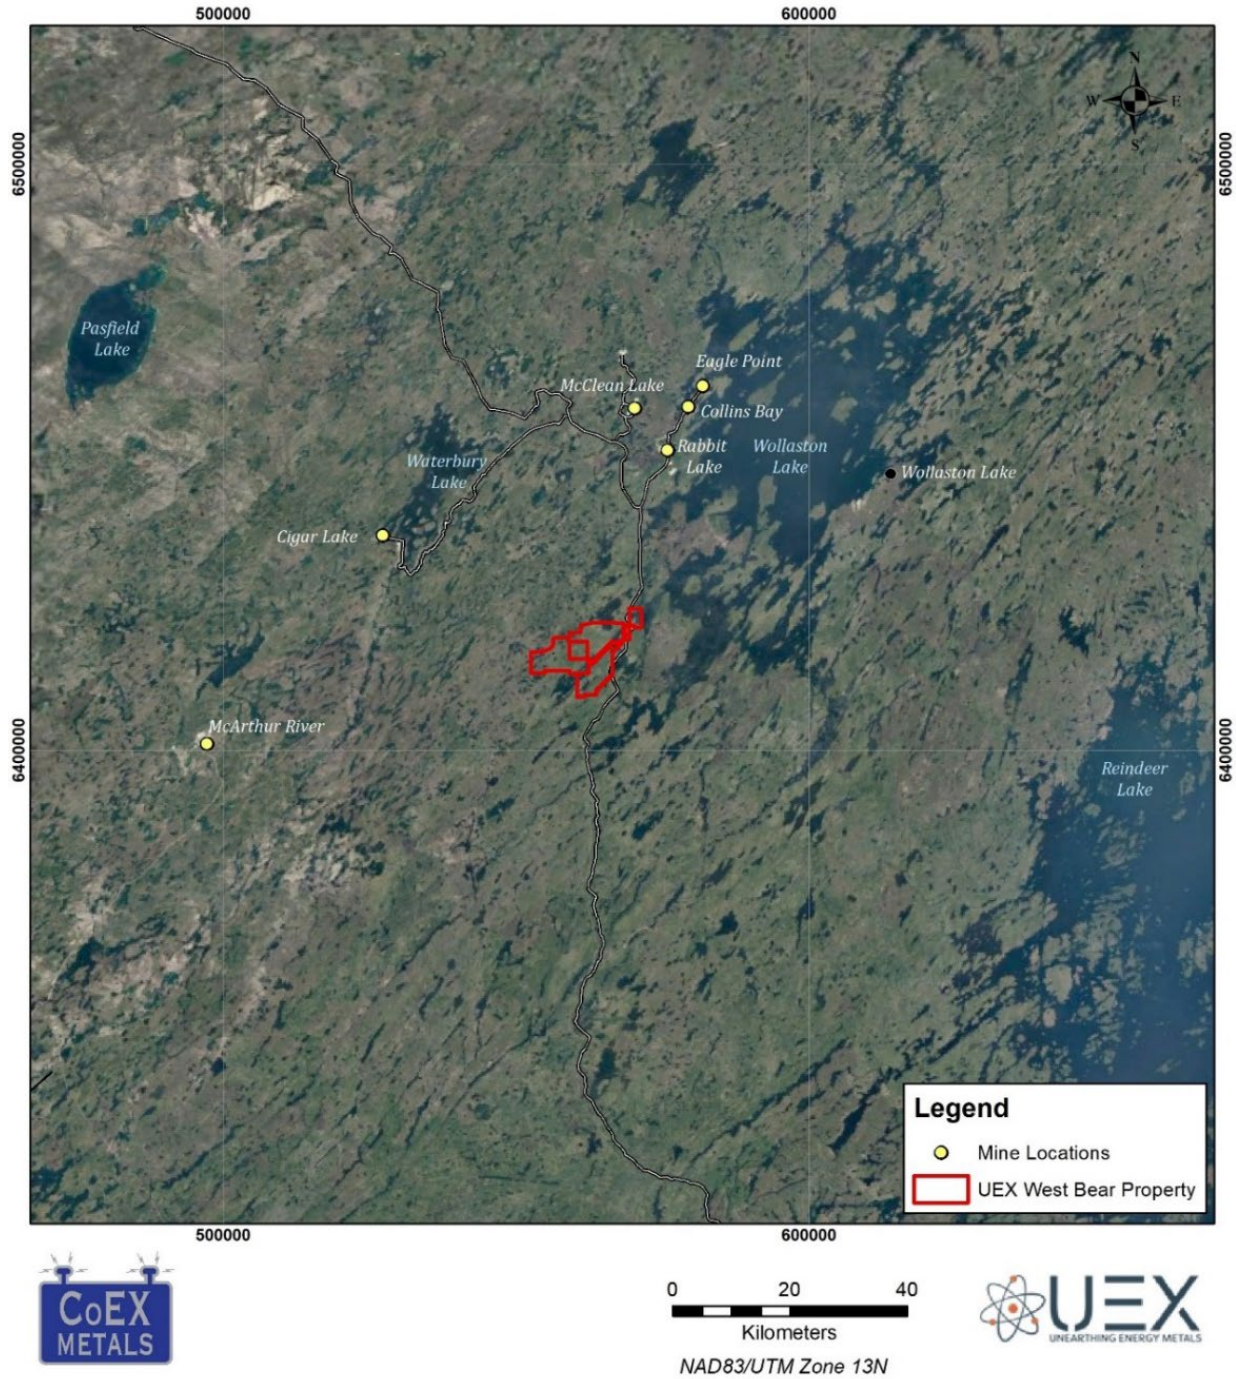 500000
600000
N
W
E
S
6500000
6500000
Pasfield
Lake
Eagle Point
McClean Lake
Collins Bay
Rabbit
Lake
Wollaston
Lake
Waterbury
Lake
Wollaston Lake
Cigar Lake
McArthur River
6400000
6400000
Reindeer
Lake
Legend
Mine Locations
UEX West Bear Property
500000
600000
CoEX
METALS
0
20
40
Kilometers
NAD83/UTM Zone 13N
UEX
UNEARTHING ENERGY METALS